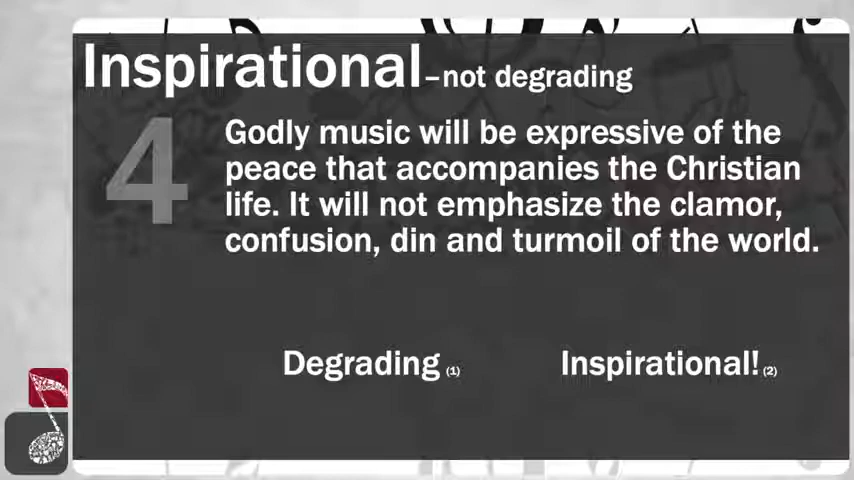 Inspirational–not degrading
4
Godly music will be expressive of the
peace that accompanies the Christian
life. It will not emphasize the clamor,
confusion, din and turmoil of the world.
Degrading (1) Inspirational! (2)